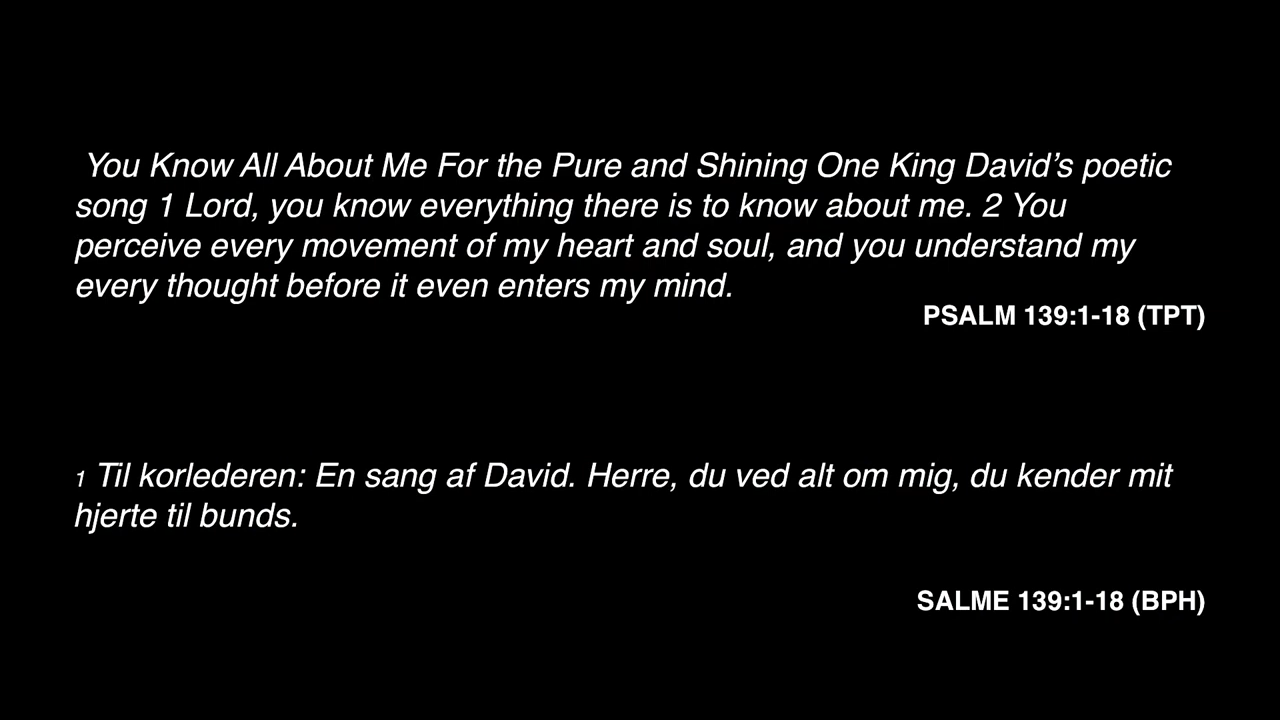 You Know All About Me For the Pure and Shining One King David’s poetic
song 1 Lord, you know everything there is to know about me. 2 You
perceive every movement of my heart and soul, and you understand my
every thought before it even enters my mind.
PSALM 139:1-18 (TPT)
1 Til korlederen: En sang af David. Herre, du ved alt om mig, du kender mit
hjerte til bunds.
SALME 139:1-18 (BPH)